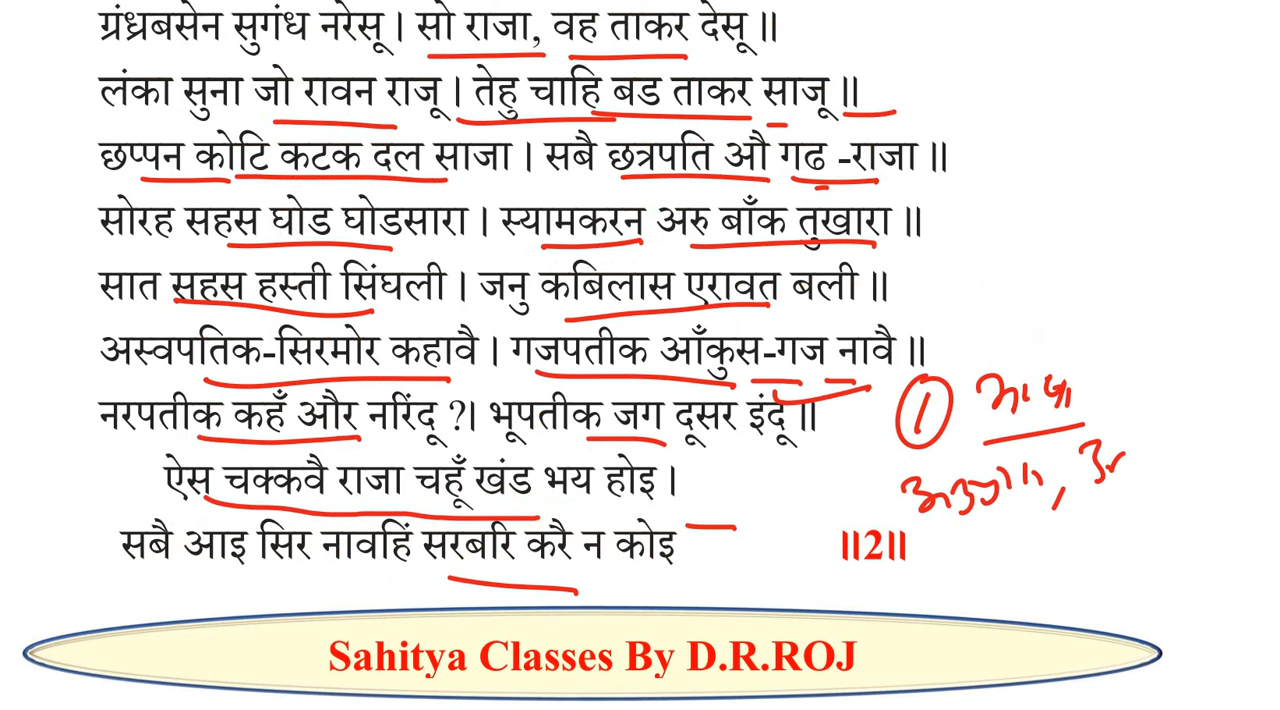 ग्रंध्रबसेन सुगंध नरेसू। सो राजा, वह ताकर देसू॥
लंका सुना जो रावन राजू। तेहु चाहि बड ताकर साजू॥
छप्पन कोटि कटक दल साजा। सबै छत्रपति औ गढ -राजा॥
सोरह सहस घोड घोडसारा। स्यामकरन अरु बाँक तुखारा॥
सात सहस हस्ती सिंघली। जनु कबिलास एरावत बली॥
अस्वपतिक-सिरमोर कहावै। गजपतीक आँकुस-गज नावै॥
नरपतीक कहँ और नरिंदू ?। भूपतीक जग दूसर इंदू॥
ऐस चक्कवै राजा चहूँ खंड भय होइ।
सबै आइ सिर नावहिं सरबरि करै न कोइ ॥2॥
Sahitya Classes By D.R.ROJ